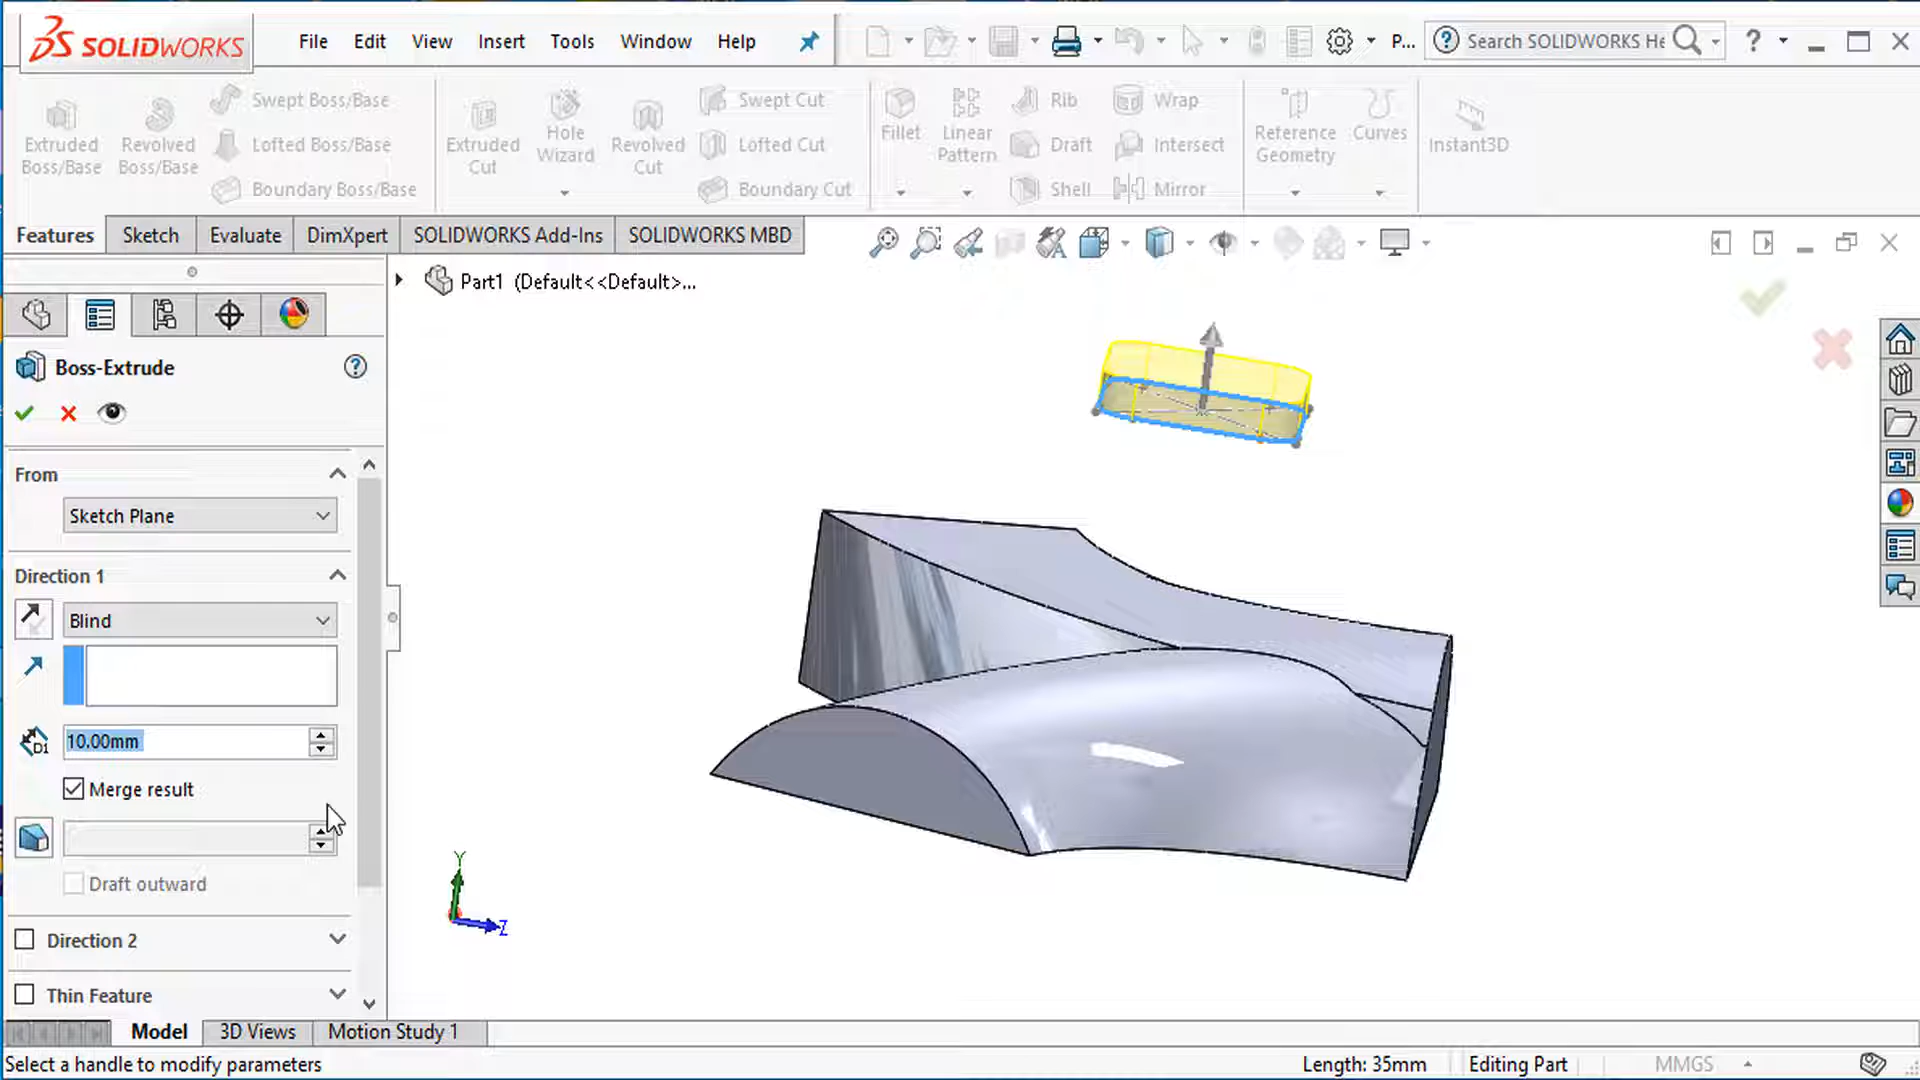 SOLIDWORKS File Edit View Insert Tools Window Help P... Search SOLIDWORKS He ?
Extruded Boss/Base
Revolved Boss/Base
Swept Boss/Base
Lofted Boss/Base
Boundary Boss/Base
Extruded Cut
Hole Wizard
Revolved Cut
Swept Cut
Lofted Cut
Boundary Cut
Fillet
Linear Pattern
Rib
Draft
Shell
Wrap
Intersect
Mirror
Reference Geometry
Curves
Instant3D
Features Sketch Evaluate DimXpert SOLIDWORKS Add-Ins SOLIDWORKS MBD
Part1 (Default<<Default>...
Boss-Extrude
From
Sketch Plane
Direction 1
Blind
D1 10.00mm
Merge result
Draft outward
Direction 2
Thin Feature
Y
Z
Model 3D Views Motion Study 1
Select a handle to modify parameters Length: 35mm Editing Part MMGS